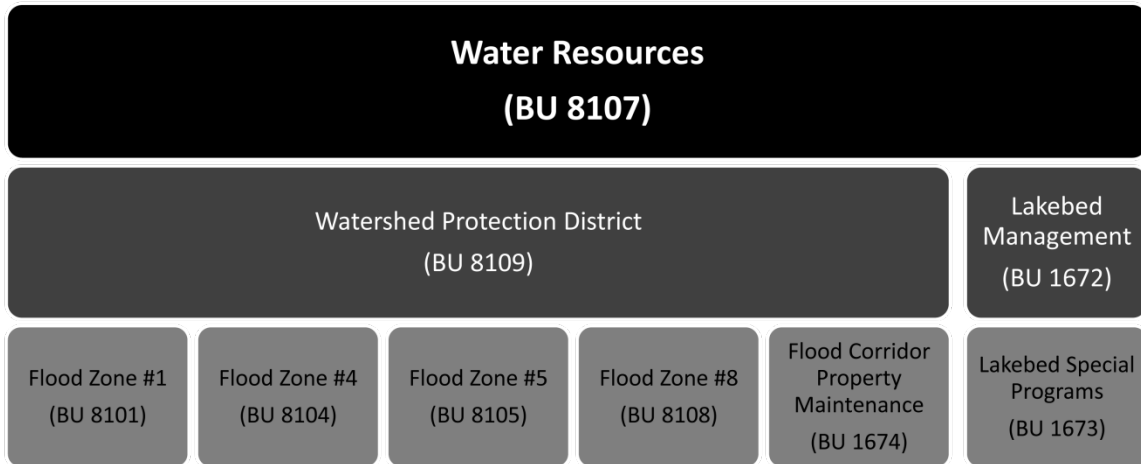 Water Resources
(BU 8107)
Watershed Protection District
(BU 8109)
Lakebed
Management
(BU 1672)
Flood Zone #1
(BU 8101)
Flood Zone #4
(BU 8104)
Flood Zone #5
(BU 8105)
Flood Zone #8
(BU 8108)
Flood Corridor
Property
Maintenance
(BU 1674)
Lakebed Special
Programs
(BU 1673)